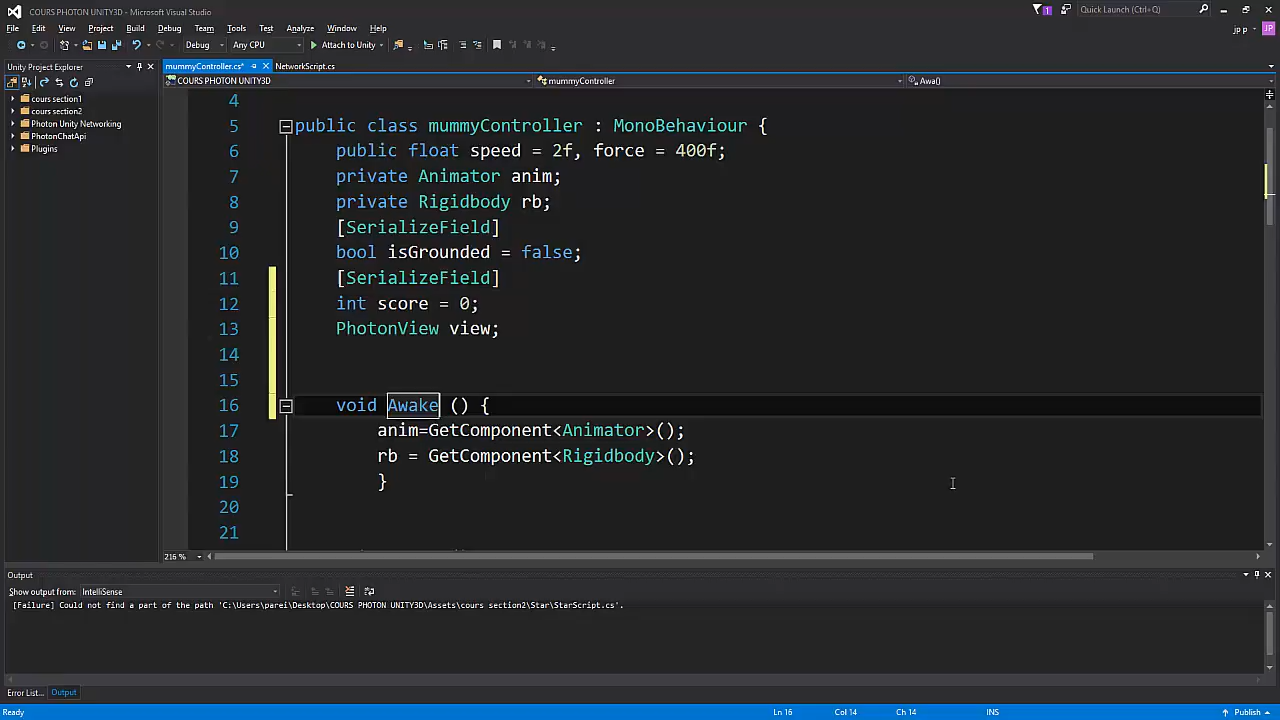 COURS PHOTON UNITY3D - Microsoft Visual Studio
1
Quick Launch (Ctrl+Q)
File Edit View Project Build Debug Team Tools Test Analyze Window Help
jp p
JP
Debug Any CPU Attach to Unity
Unity Project Explorer
mummyController.cs* NetworkScript.cs
COURS PHOTON UNITY3D mummyController Awa()
cours section1
cours section2
Photon Unity Networking
PhotonChatApi
Plugins
4
5 public class mummyController : MonoBehaviour {
6 public float speed = 2f, force = 400f;
7 private Animator anim;
8 private Rigidbody rb;
9 [SerializeField]
10 bool isGrounded = false;
11 [SerializeField]
12 int score = 0;
13 PhotonView view;
14
15
16 void Awake () {
17 anim=GetComponent<Animator>();
18 rb = GetComponent<Rigidbody>();
19 }
20
21
216 %
Output
Show output from: IntelliSense
[Failure] Could not find a part of the path 'C:\Users\parei\Desktop\COURS PHOTON UNITY3D\Assets\cours section2\Star\StarScript.cs'.
Error List... Output
Ready Ln 16 Col 14 Ch 14 INS Publish